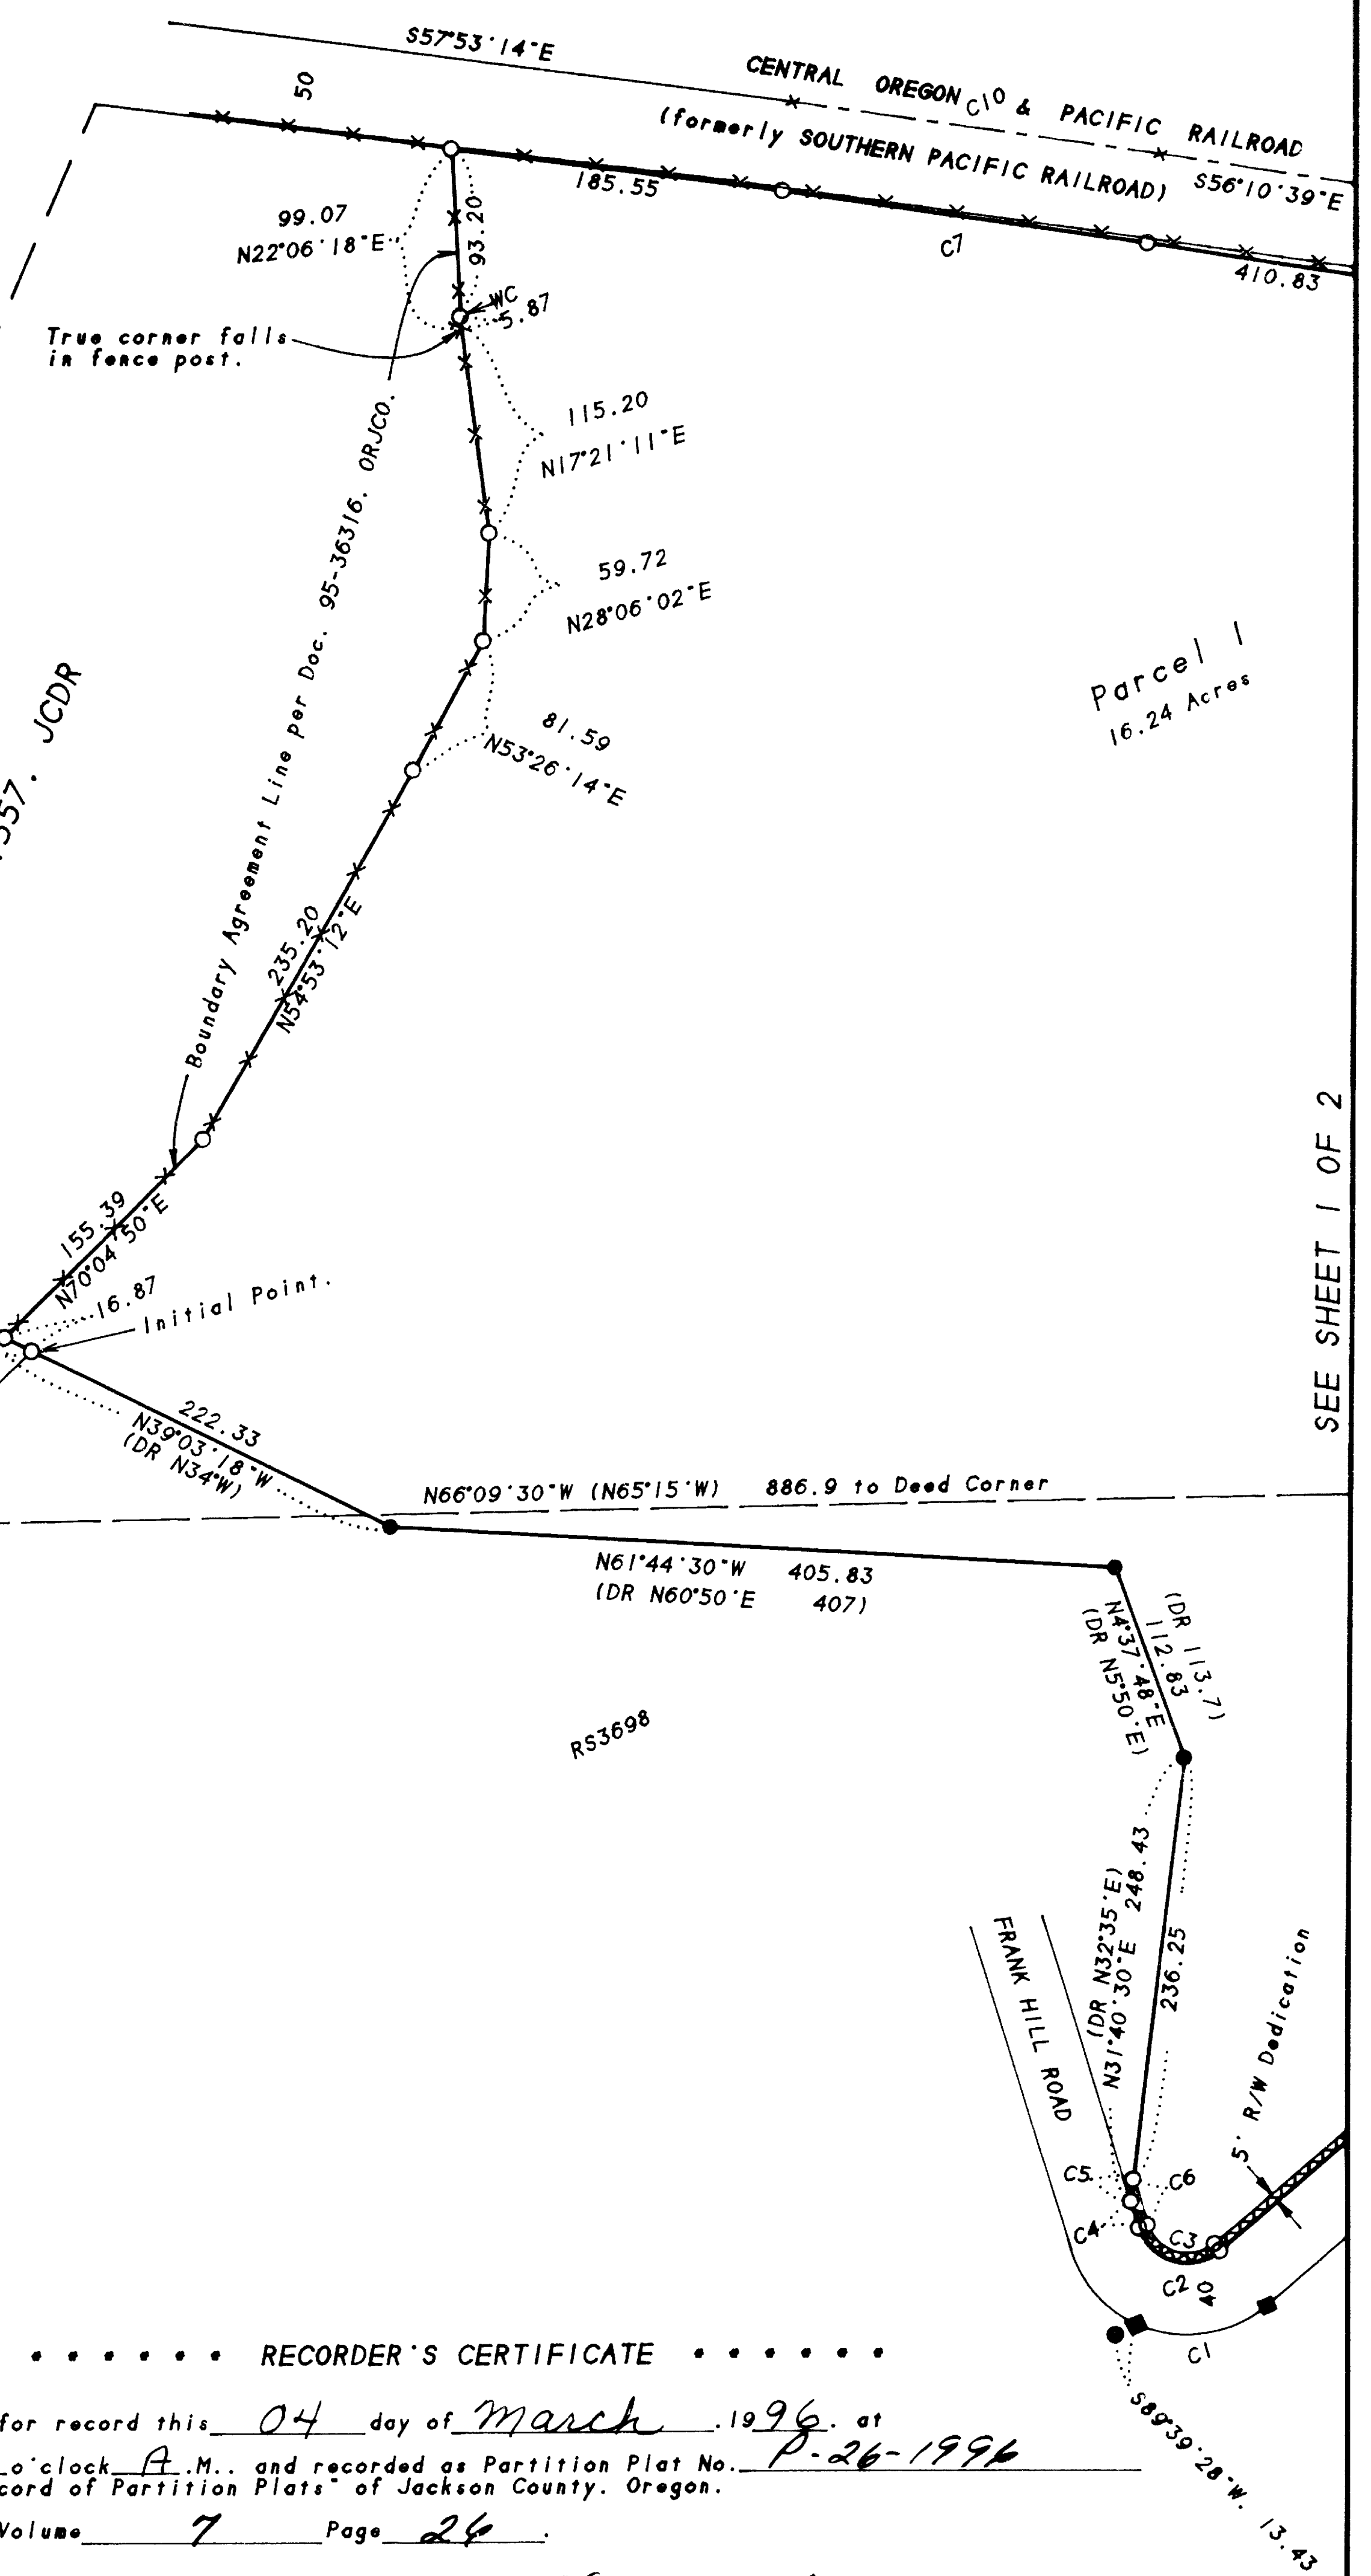 S57°53'14"E
50
CENTRAL OREGON & PACIFIC RAILROAD
C10
(formerly SOUTHERN PACIFIC RAILROAD)
S56°10'39"E
185.55
C7
410.83
99.07
N22°06'18"E
93.20
WC
5.87
True corner falls
in fence post.
115.20
N17°21'11"E
59.72
N28°06'02"E
Boundary Agreement Line per Doc. 95-36316. ORJCO.
Parcel 1
16.24 Acres
557. JCDR
81.59
N53°26'14"E
235.20
N54°53'12"E
155.39
N70°04'50"E
16.87
Initial Point.
SEE SHEET 1 OF 2
222.33
N39°03'18"W
(DR N34°W)
N66°09'30"W (N65°15'W) 886.9 to Deed Corner
N61°44'30"W 405.83
(DR N60°50'E 407)
(DR 113.7)
112.83
N4°37'48"E
(DR N5°50'E)
RS3698
(DR N32°35'E)
N31°40'30"E 248.43
236.25
FRANK HILL ROAD
5' R/W Dedication
C5
C6
C4
C3
C2
40
C1
S89°39'28"W. 13.43
• • • • • • RECORDER'S CERTIFICATE • • • • • •
for record this 04 day of March .1996. at
o'clock A.M.. and recorded as Partition Plat No. P-26-1996
cord of Partition Plats" of Jackson County. Oregon.
Volume 7 Page 26.